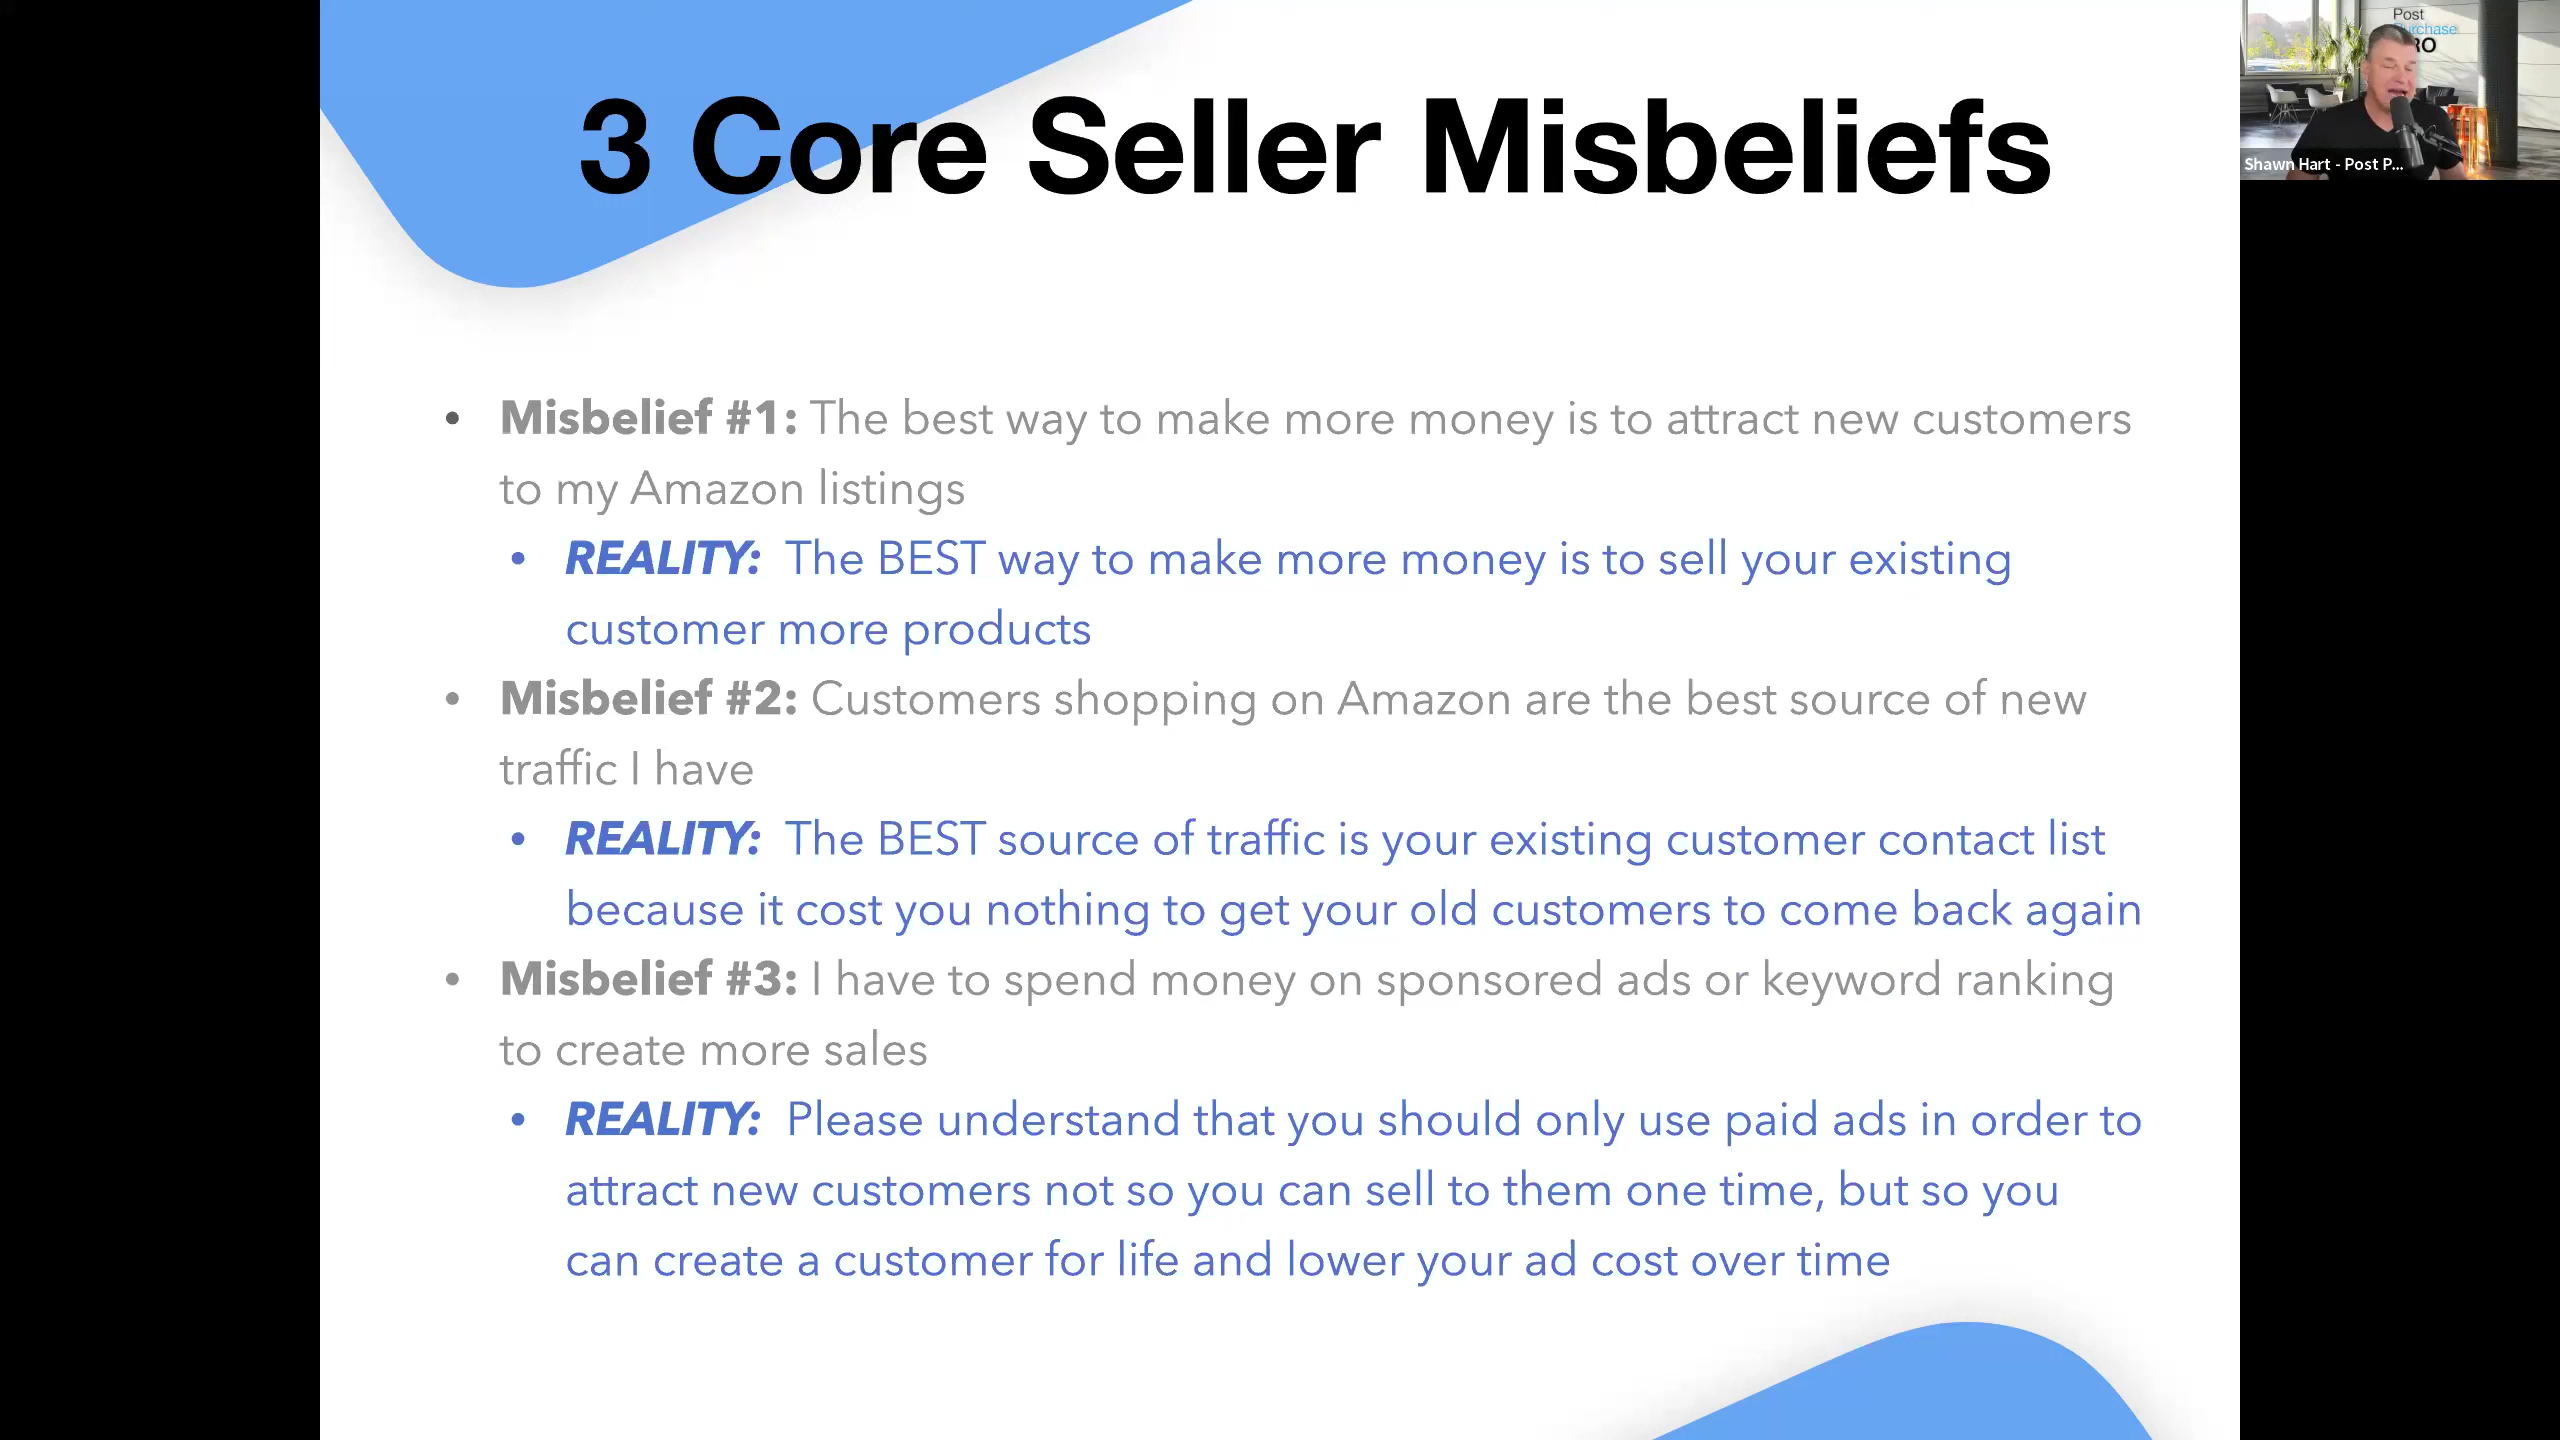 3 Core Seller Misbeliefs
• Misbelief #1: The best way to make more money is to attract new customers
to my Amazon listings
• REALITY: The BEST way to make more money is to sell your existing
customer more products
• Misbelief #2: Customers shopping on Amazon are the best source of new
traffic I have
• REALITY: The BEST source of traffic is your existing customer contact list
because it cost you nothing to get your old customers to come back again
• Misbelief #3: I have to spend money on sponsored ads or keyword ranking
to create more sales
• REALITY: Please understand that you should only use paid ads in order to
attract new customers not so you can sell to them one time, but so you
can create a customer for life and lower your ad cost over time
Post
urchase
RO
Shawn Hart - Post P...